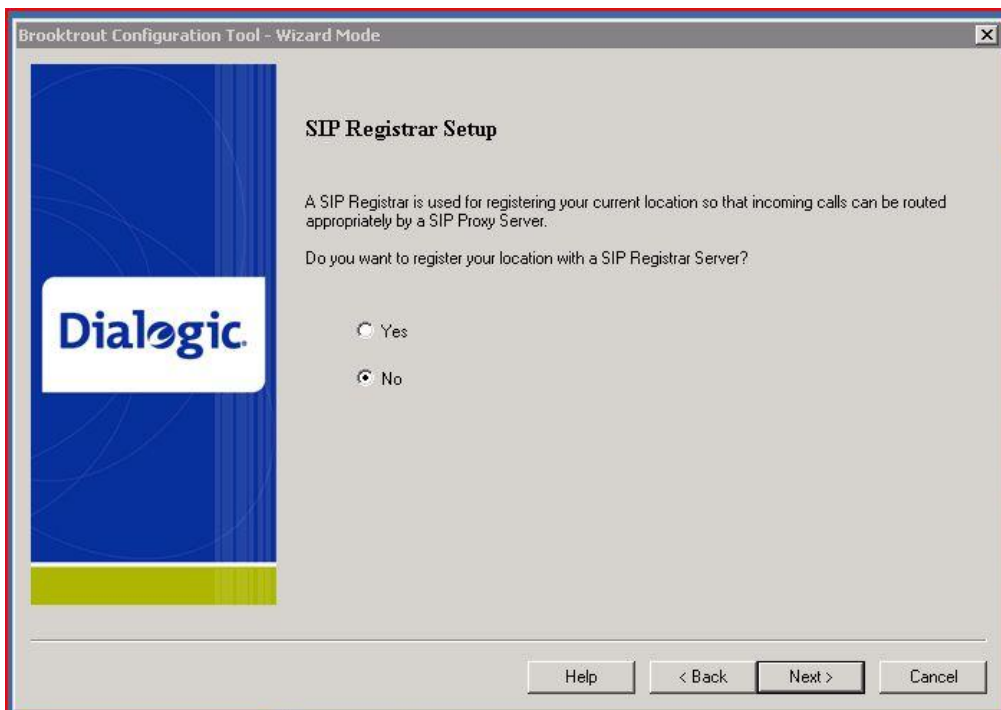 Brooktrout Configuration Tool - Wizard Mode
SIP Registrar Setup
A SIP Registrar is used for registering your current location so that incoming calls can be routed
appropriately by a SIP Proxy Server.
Do you want to register your location with a SIP Registrar Server?
Dialogic.
Yes
No
Help
< Back
Next >
Cancel